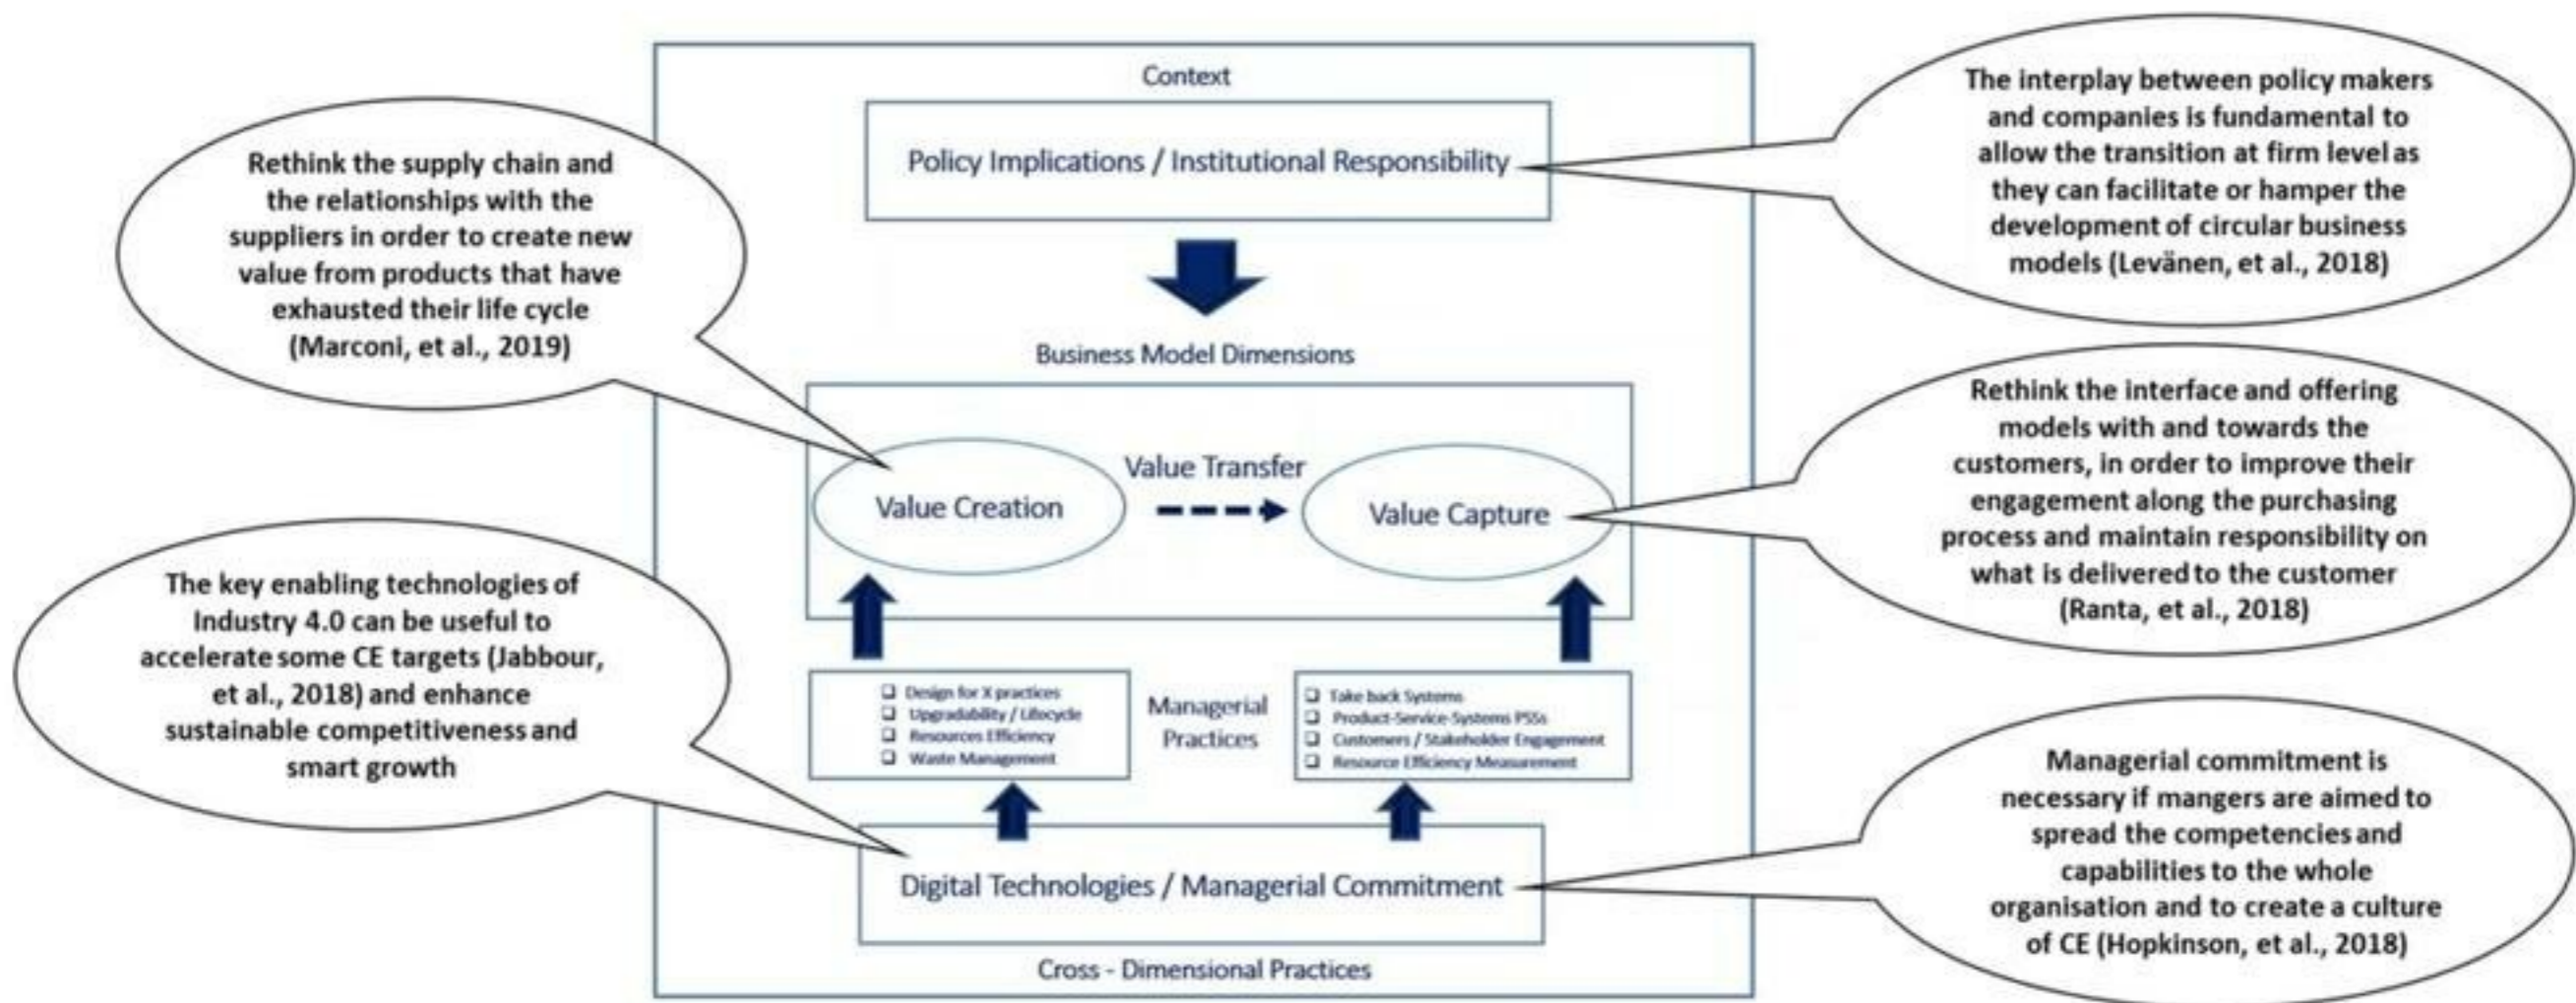 Context
Policy Implications / Institutional Responsibility
Business Model Dimensions
Value Creation
Value Transfer
Value Capture
❑ Design for X practices
❑ Upgradability / Lifecycle
❑ Resources Efficiency
❑ Waste Management
Managerial
Practices
❑ Take back Systems
❑ Product-Service-Systems PSSs
❑ Customers / Stakeholder Engagement
❑ Resource Efficiency Measurement
Digital Technologies / Managerial Commitment
Cross - Dimensional Practices
Rethink the supply chain and
the relationships with the
suppliers in order to create new
value from products that have
exhausted their life cycle
(Marconi, et al., 2019)
The key enabling technologies of
Industry 4.0 can be useful to
accelerate some CE targets (Jabbour,
et al., 2018) and enhance
sustainable competitiveness and
smart growth
The interplay between policy makers
and companies is fundamental to
allow the transition at firm level as
they can facilitate or hamper the
development of circular business
models (Levänen, et al., 2018)
Rethink the interface and offering
models with and towards the
customers, in order to improve their
engagement along the purchasing
process and maintain responsibility on
what is delivered to the customer
(Ranta, et al., 2018)
Managerial commitment is
necessary if mangers are aimed to
spread the competencies and
capabilities to the whole
organisation and to create a culture
of CE (Hopkinson, et al., 2018)